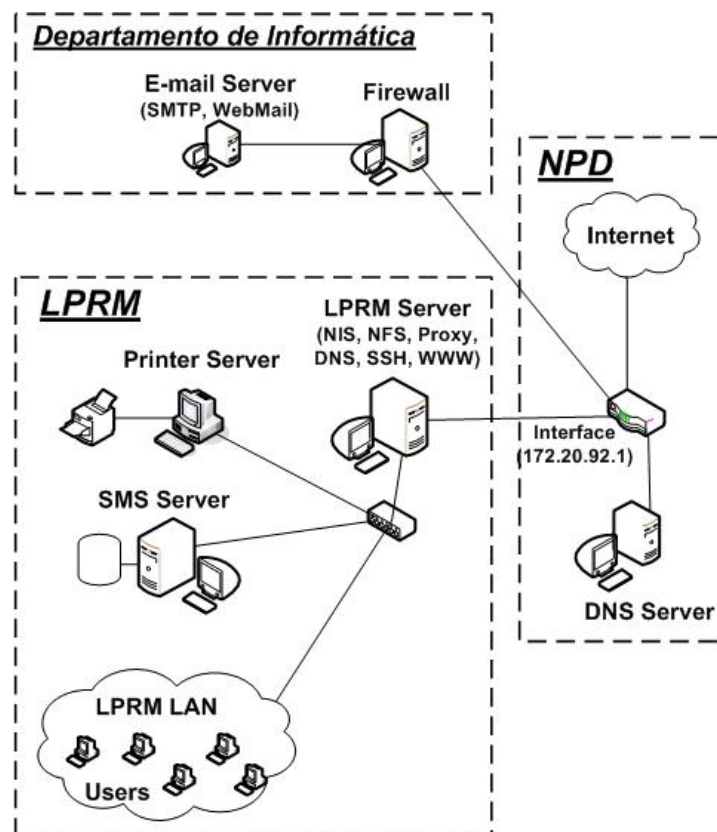 Departamento de Informática
E-mail Server
(SMTP, WebMail)
Firewall
NPD
Internet
Interface
(172.20.92.1)
DNS Server
LPRM
LPRM Server
(NIS, NFS, Proxy,
DNS, SSH, WWW)
Printer Server
SMS Server
LPRM LAN
Users